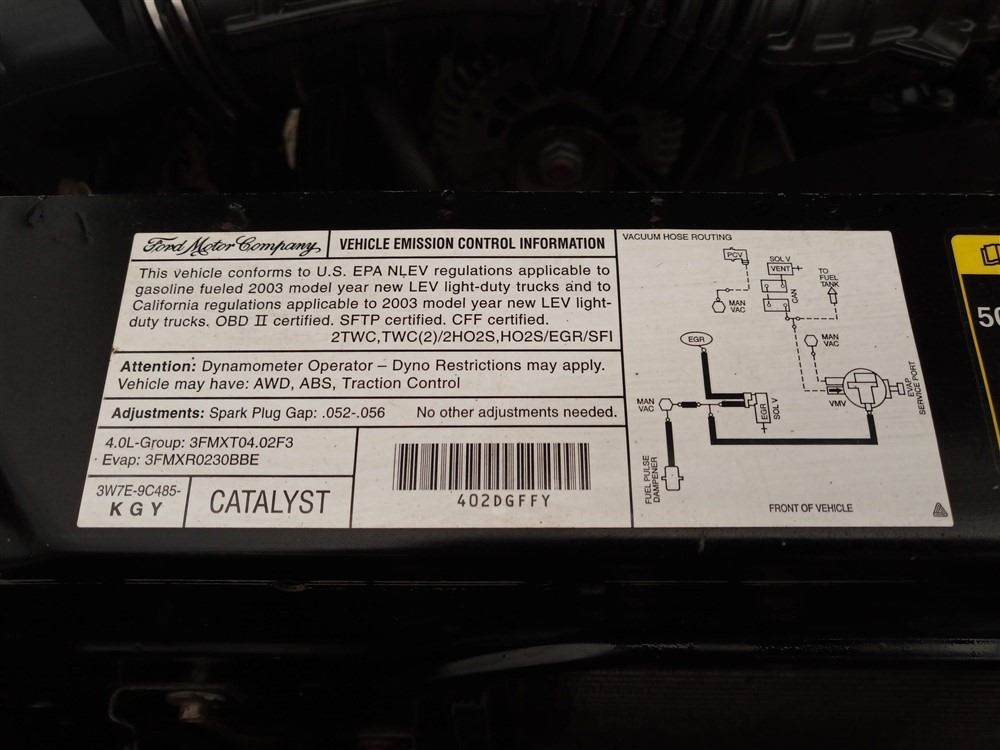 Ford Motor Company
VEHICLE EMISSION CONTROL INFORMATION
This vehicle conforms to U.S. EPA NLEV regulations applicable to
gasoline fueled 2003 model year new LEV light-duty trucks and to
California regulations applicable to 2003 model year new LEV light-
duty trucks. OBD II certified. SFTP certified. CFF certified.
2TWC,TWC(2)/2HO2S,HO2S/EGR/SFI
Attention: Dynamometer Operator – Dyno Restrictions may apply.
Vehicle may have: AWD, ABS, Traction Control
Adjustments: Spark Plug Gap: .052-.056 No other adjustments needed.
4.0L-Group: 3FMXT04.02F3
Evap: 3FMXR0230BBE
3W7E-9C485-
KGY
CATALYST
402DGFFY
VACUUM HOSE ROUTING
PCV
SOL V
VENT
CAN
TO
FUEL
TANK
MAN
VAC
MAN
VAC
EGR
MAN
VAC
EGR
SOL V
VMV
EVAP
SERVICE PORT
FUEL PULSE
DAMPENER
FRONT OF VEHICLE
50